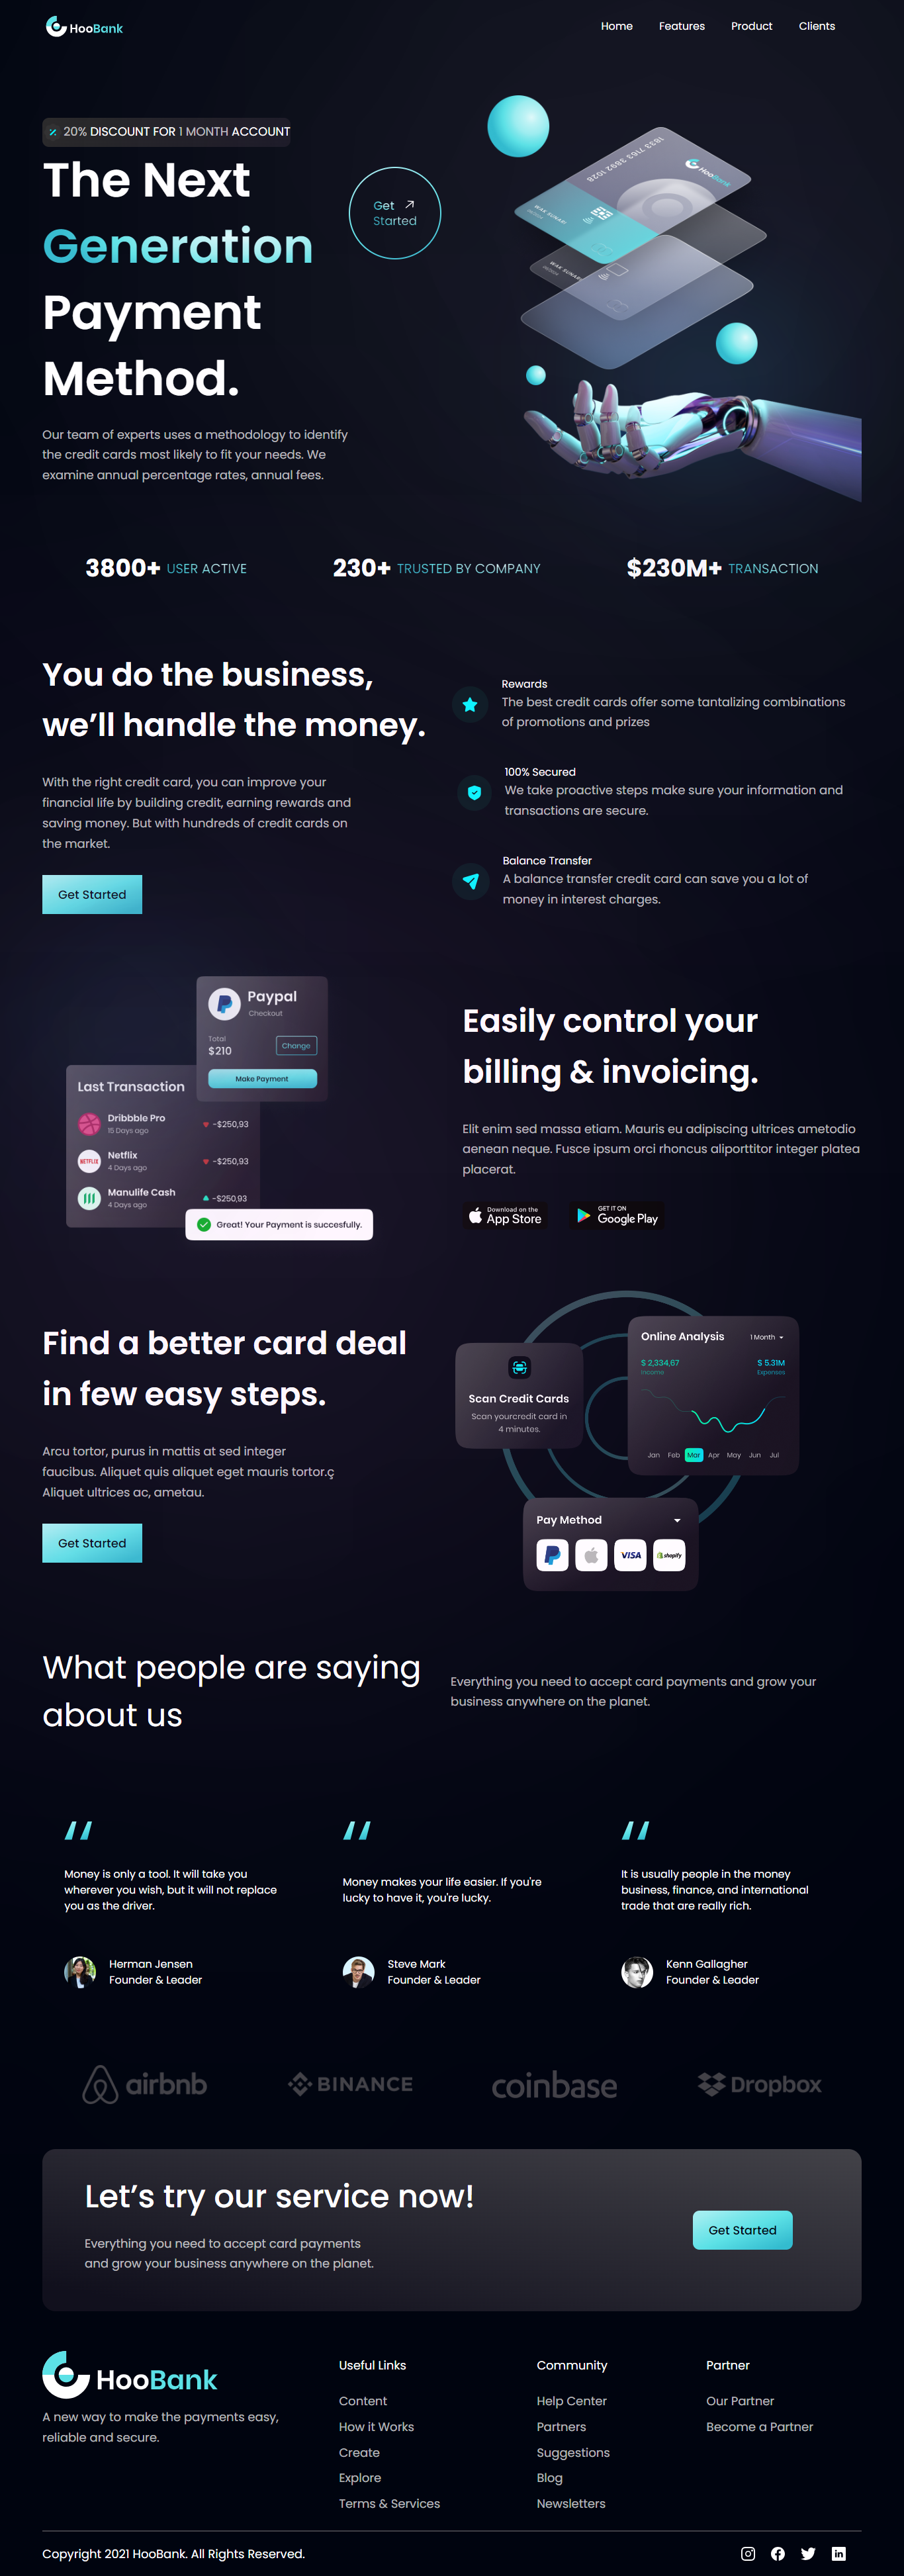 HooBank
Home Features Product Clients
20% DISCOUNT FOR 1 MONTH ACCOUNT
The Next
Generation
Payment
Method.
Get
Started
Our team of experts uses a methodology to identify
the credit cards most likely to fit your needs. We
examine annual percentage rates, annual fees.
1633 7163 3892 1028
HooBank
WAK SUNARI
WAK SUNARI
3800+ USER ACTIVE
230+ TRUSTED BY COMPANY
$230M+ TRANSACTION
You do the business,
we’ll handle the money.
With the right credit card, you can improve your
financial life by building credit, earning rewards and
saving money. But with hundreds of credit cards on
the market.
Get Started
Rewards
The best credit cards offer some tantalizing combinations
of promotions and prizes
100% Secured
We take proactive steps make sure your information and
transactions are secure.
Balance Transfer
A balance transfer credit card can save you a lot of
money in interest charges.
Paypal
Checkout
Total
$210
Change
Make Payment
Last Transaction
Dribbble Pro
15 Days ago
-$250,93
NETFLIX
Netflix
4 Days ago
-$250,93
Manulife Cash
4 Days ago
-$250,93
Great! Your Payment is succesfully.
Easily control your
billing & invoicing.
Elit enim sed massa etiam. Mauris eu adipiscing ultrices ametodio
aenean neque. Fusce ipsum orci rhoncus aliporttitor integer platea
placerat.
Download on the
App Store
GET IT ON
Google Play
Find a better card deal
in few easy steps.
Arcu tortor, purus in mattis at sed integer
faucibus. Aliquet quis aliquet eget mauris tortor.ç
Aliquet ultrices ac, ametau.
Get Started
Scan Credit Cards
Scan yourcredit card in
4 minutes.
Online Analysis
1 Month
$ 2,334,67
Income
$ 5.31M
Expenses
Jan Feb Mar Apr May Jun Jul
Pay Method
VISA
shopify
What people are saying
about us
Everything you need to accept card payments and grow your
business anywhere on the planet.
Money is only a tool. It will take you
wherever you wish, but it will not replace
you as the driver.
Herman Jensen
Founder & Leader
Money makes your life easier. If you're
lucky to have it, you're lucky.
Steve Mark
Founder & Leader
It is usually people in the money
business, finance, and international
trade that are really rich.
Kenn Gallagher
Founder & Leader
airbnb
BINANCE
coinbase
Dropbox
Let’s try our service now!
Everything you need to accept card payments
and grow your business anywhere on the planet.
Get Started
HooBank
A new way to make the payments easy,
reliable and secure.
Useful Links
Content
How it Works
Create
Explore
Terms & Services
Community
Help Center
Partners
Suggestions
Blog
Newsletters
Partner
Our Partner
Become a Partner
Copyright 2021 HooBank. All Rights Reserved.